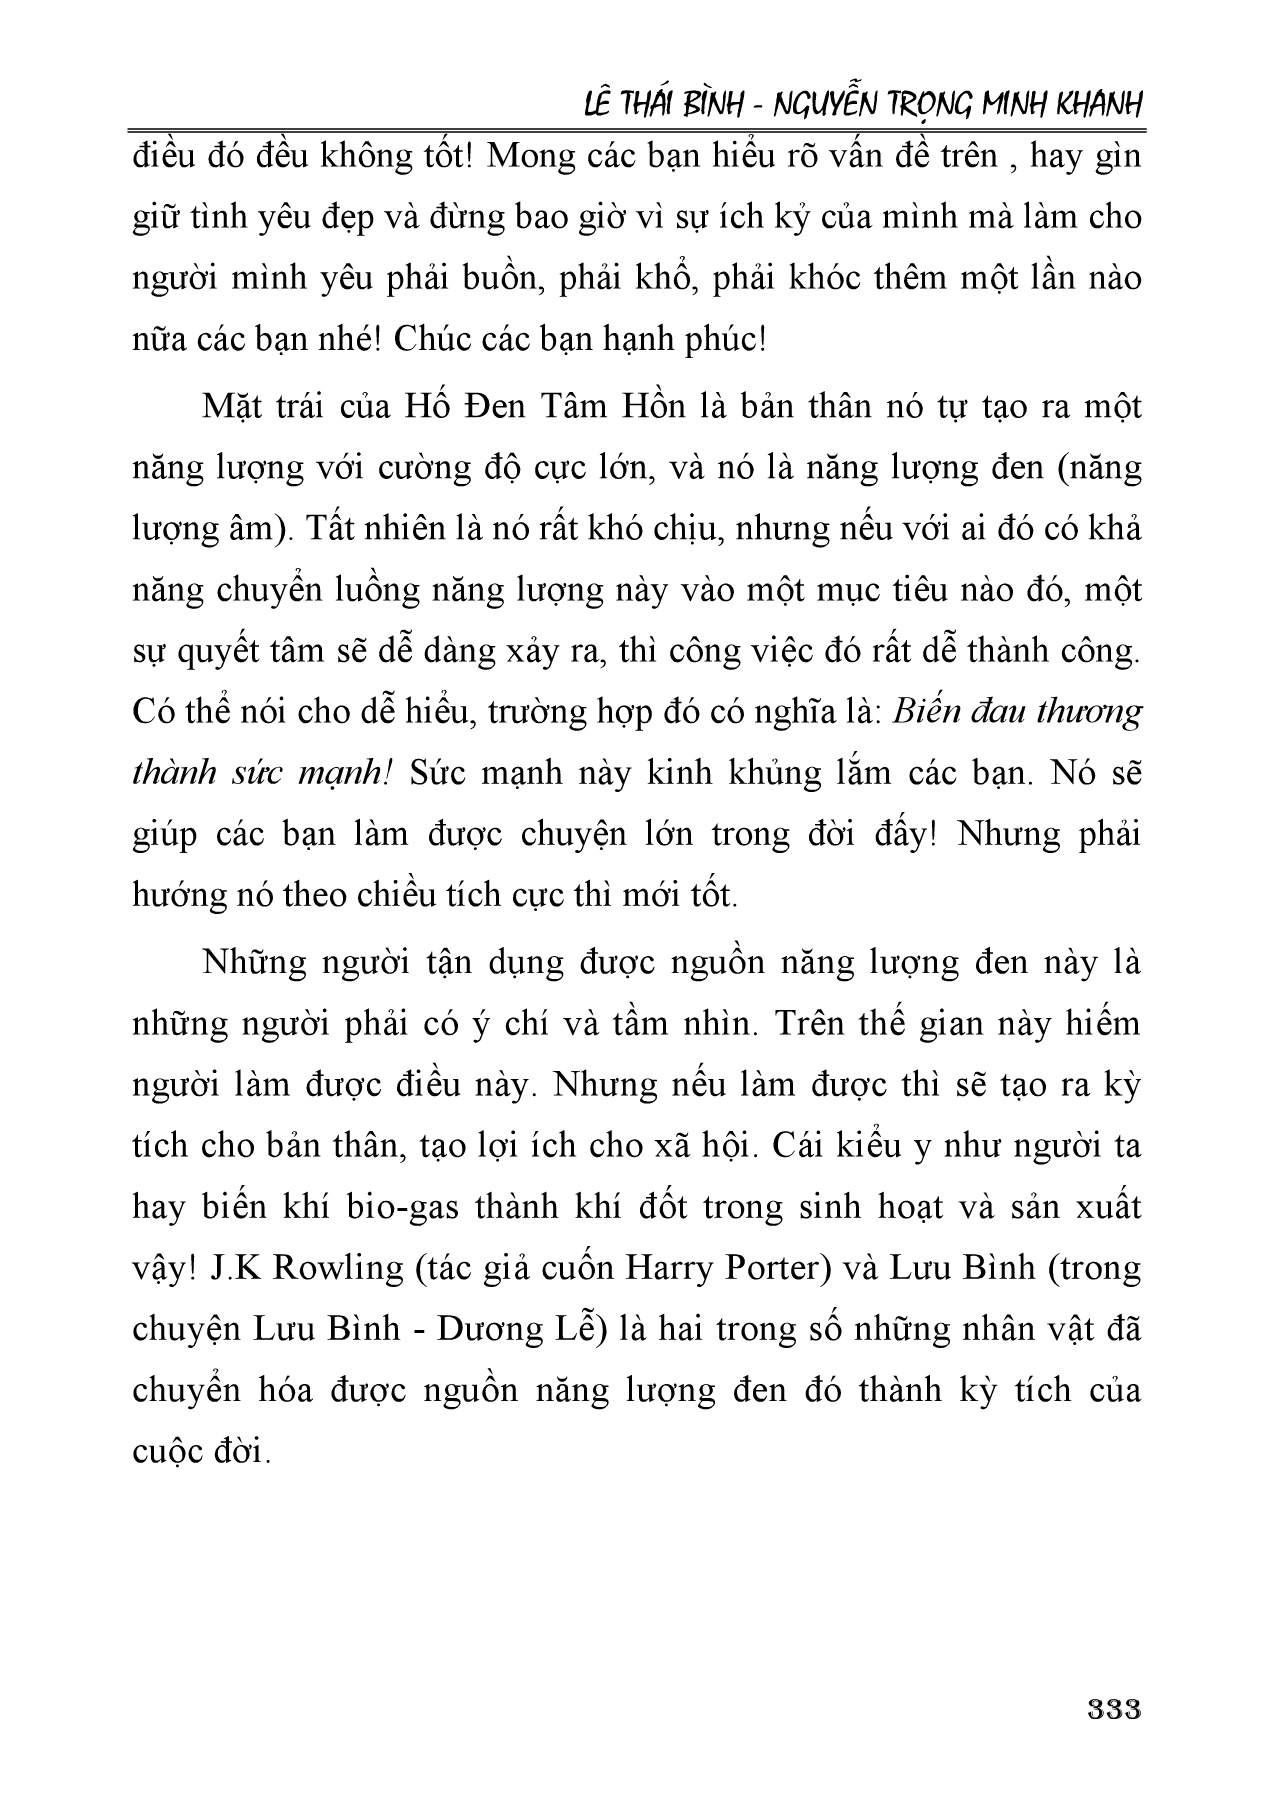 LÊ THÁI BÌNH - NGUYỄN TRỌNG MINH KHANH
điều đó đều không tốt! Mong các bạn hiểu rõ vấn đề trên , hay gìn
giữ tình yêu đẹp và đừng bao giờ vì sự ích kỷ của mình mà làm cho
người mình yêu phải buồn, phải khổ, phải khóc thêm một lần nào
nữa các bạn nhé! Chúc các bạn hạnh phúc!
Mặt trái của Hố Đen Tâm Hồn là bản thân nó tự tạo ra một
năng lượng với cường độ cực lớn, và nó là năng lượng đen (năng
lượng âm). Tất nhiên là nó rất khó chịu, nhưng nếu với ai đó có khả
năng chuyển luồng năng lượng này vào một mục tiêu nào đó, một
sự quyết tâm sẽ dễ dàng xảy ra, thì công việc đó rất dễ thành công.
Có thể nói cho dễ hiểu, trường hợp đó có nghĩa là: Biến đau thương
thành sức mạnh! Sức mạnh này kinh khủng lắm các bạn. Nó sẽ
giúp các bạn làm được chuyện lớn trong đời đấy! Nhưng phải
hướng nó theo chiều tích cực thì mới tốt.
Những người tận dụng được nguồn năng lượng đen này là
những người phải có ý chí và tầm nhìn. Trên thế gian này hiếm
người làm được điều này. Nhưng nếu làm được thì sẽ tạo ra kỳ
tích cho bản thân, tạo lợi ích cho xã hội. Cái kiểu y như người ta
hay biến khí bio-gas thành khí đốt trong sinh hoạt và sản xuất
vậy! J.K Rowling (tác giả cuốn Harry Porter) và Lưu Bình (trong
chuyện Lưu Bình - Dương Lễ) là hai trong số những nhân vật đã
chuyển hóa được nguồn năng lượng đen đó thành kỳ tích của
cuộc đời.
333